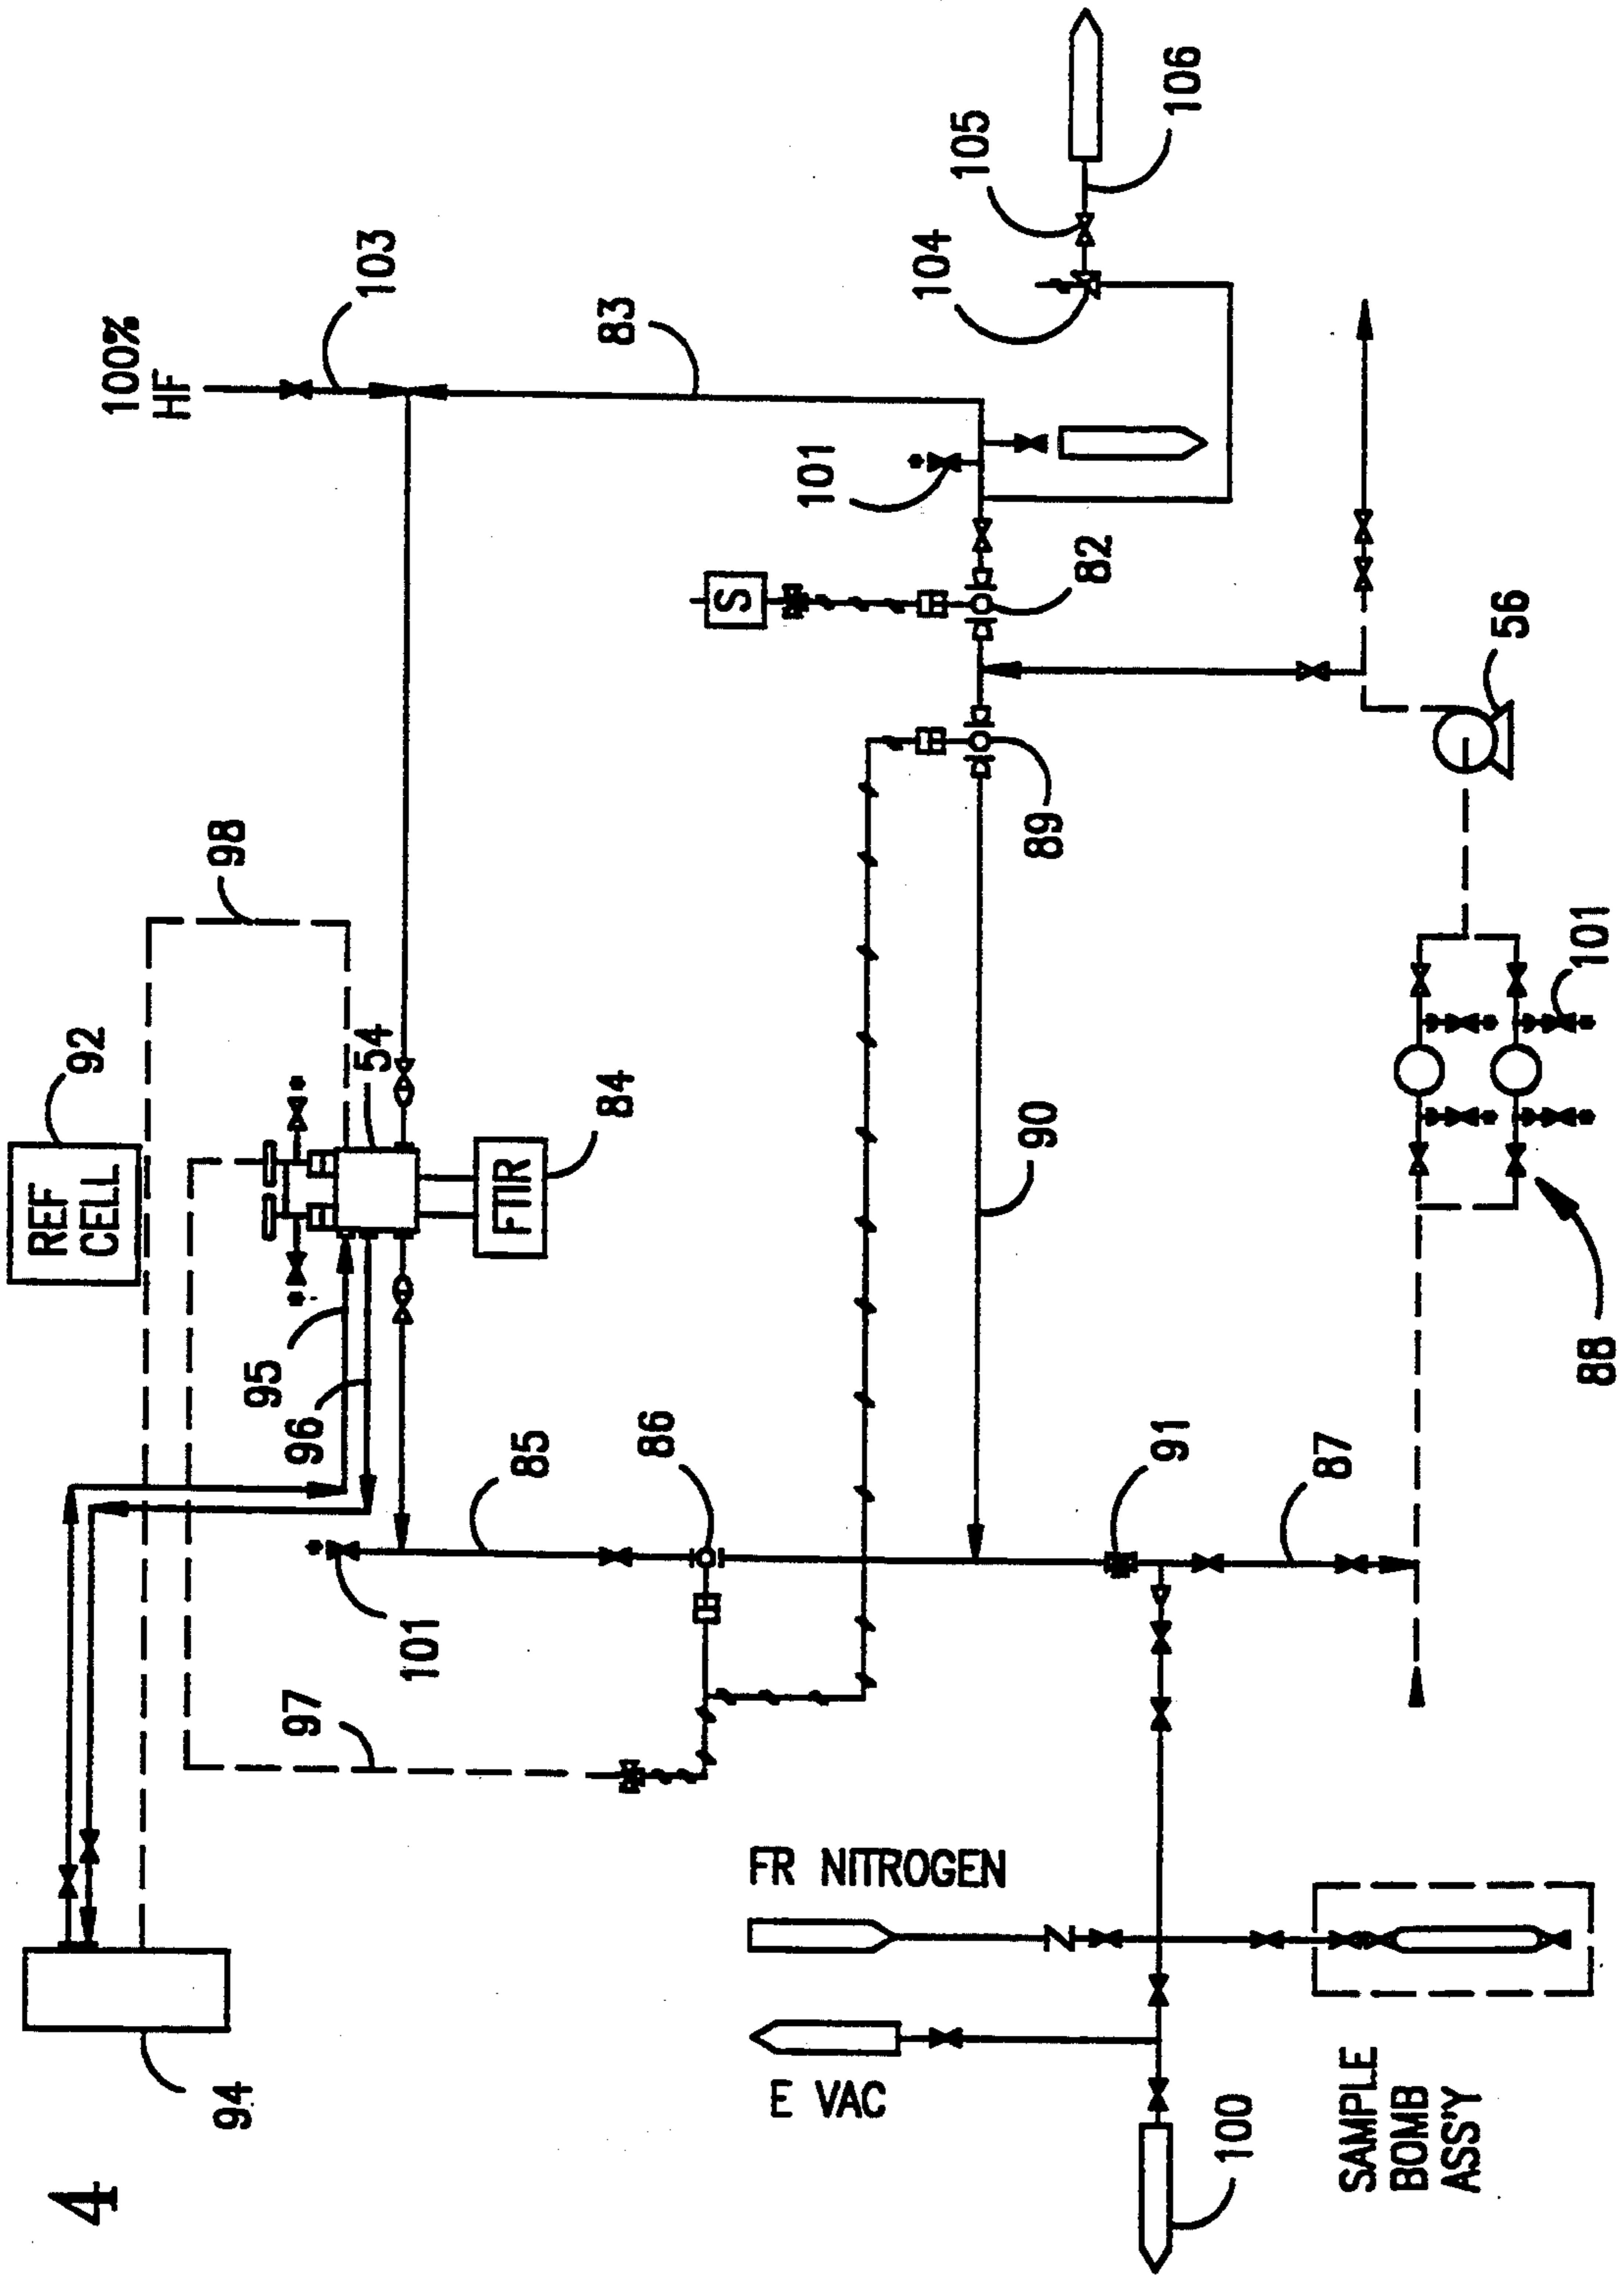 4
94
92
REF
CELL
98
97
95
96
54
FTIR
84
101
85
86
100%
HF
103
83
S
101
82
89
90
91
87
104
105
106
56
101
88
FR NITROGEN
E VAC
100
SAMPLE
BOMB
ASS'Y